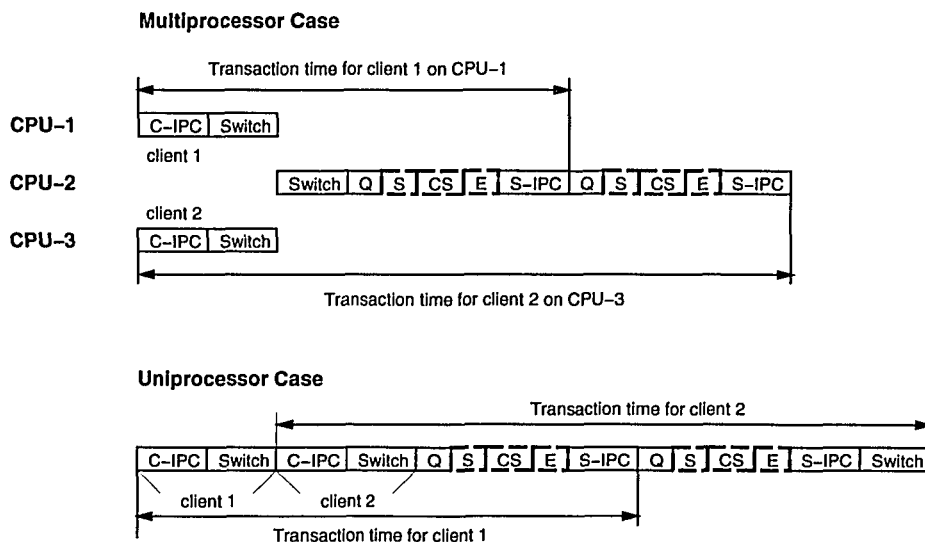 Multiprocessor Case
Transaction time for client 1 on CPU–1
CPU–1 C–IPC Switch
client 1
CPU–2 Switch Q S CS E S–IPC Q S CS E S–IPC
client 2
CPU–3 C–IPC Switch
Transaction time for client 2 on CPU–3
Uniprocessor Case
Transaction time for client 2
C–IPC Switch C–IPC Switch Q S CS E S–IPC Q S CS E S–IPC Switch
client 1 client 2
Transaction time for client 1